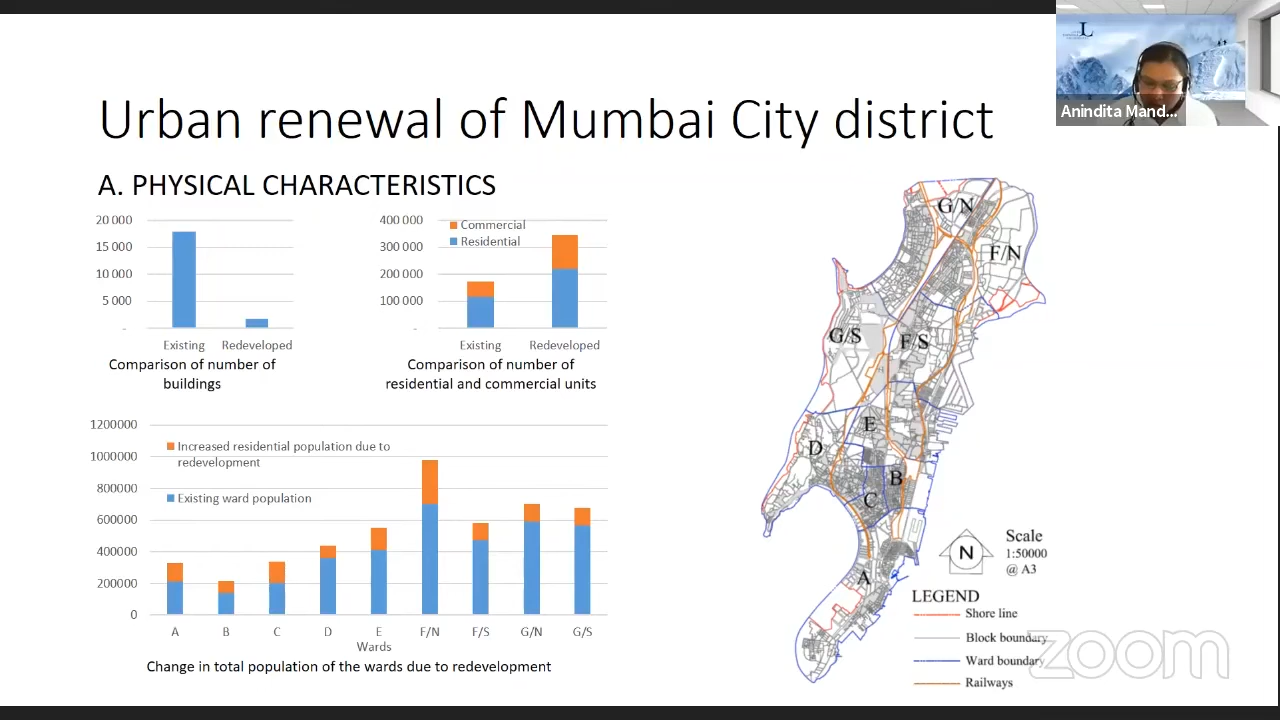 Anindita Mand...
Urban renewal of Mumbai City district
A. PHYSICAL CHARACTERISTICS
20 000
15 000
10 000
5 000
-
Existing
Redeveloped
Comparison of number of
buildings
400 000
300 000
200 000
100 000
-
Commercial
Residential
Existing
Redeveloped
Comparison of number of
residential and commercial units
1200000
1000000
800000
600000
400000
200000
0
Increased residential population due to
redevelopment
Existing ward population
A
B
C
D
E
F/N
F/S
G/N
G/S
Wards
Change in total population of the wards due to redevelopment
G/N
F/N
G/S
F/S
E
D
B
C
A
N
Scale
1:50000
@ A3
LEGEND
Shore line
Block boundary
Ward boundary
Railways
zoom